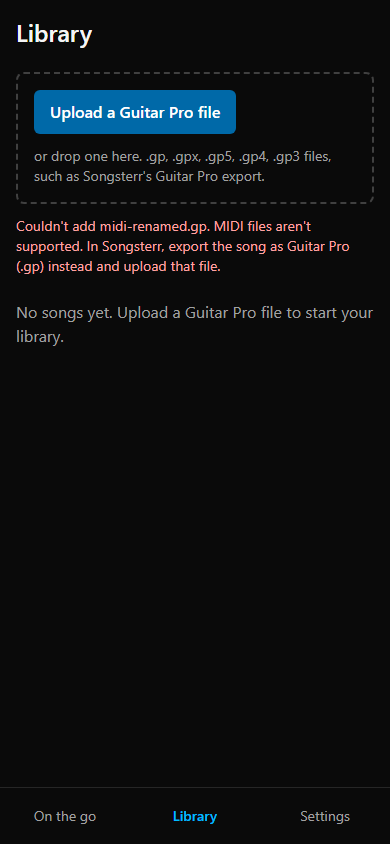 Library
Upload a Guitar Pro file
or drop one here. .gp, .gpx, .gp5, .gp4, .gp3 files,
such as Songsterr's Guitar Pro export.
Couldn't add midi-renamed.gp. MIDI files aren't
supported. In Songsterr, export the song as Guitar Pro
(.gp) instead and upload that file.
No songs yet. Upload a Guitar Pro file to start your
library.
On the go
Library
Settings